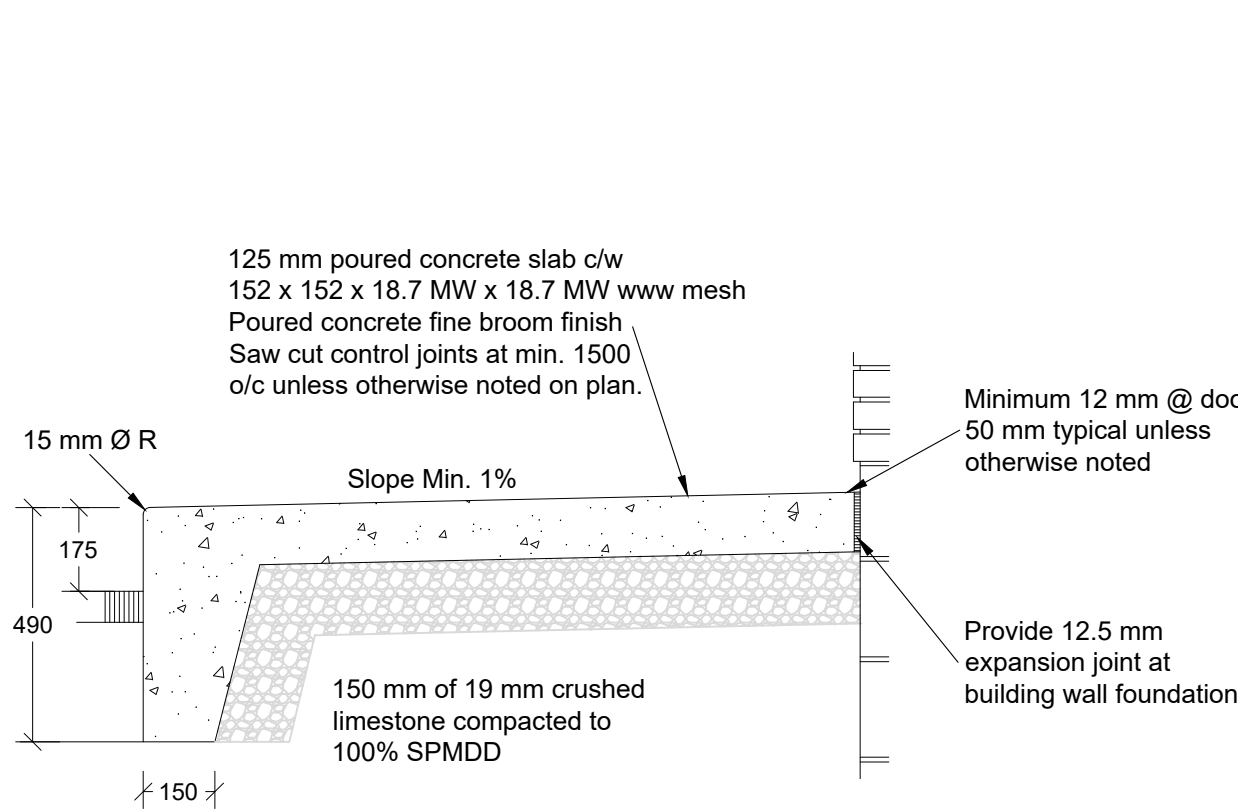 125 mm poured concrete slab c/w
152 x 152 x 18.7 MW x 18.7 MW www mesh
Poured concrete fine broom finish
Saw cut control joints at min. 1500
o/c unless otherwise noted on plan.
Minimum 12 mm @
50 mm typical unless
otherwise noted
15 mm Ø R
Slope Min. 1%
175
490
Provide 12.5 mm
expansion joint at
building wall foundation
150 mm of 19 mm crushed
limestone compacted to
100% SPMDD
150